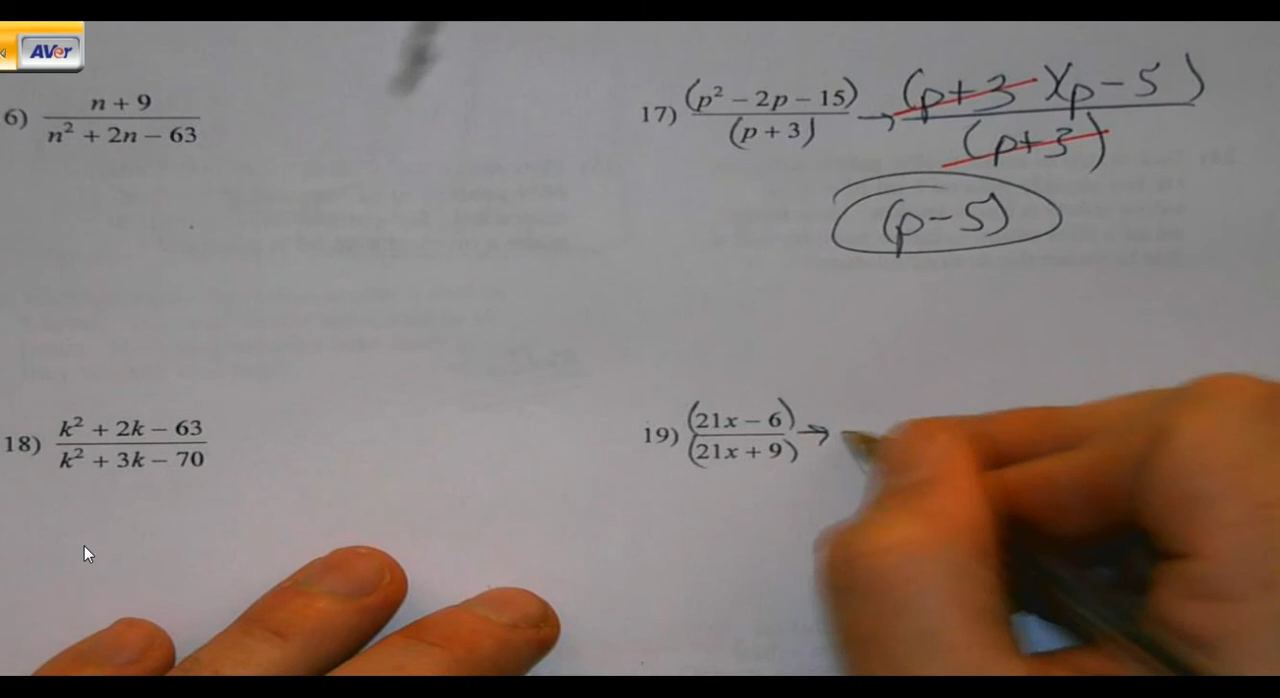 AVer
6) n + 9 / n² + 2n − 63
17) (p² − 2p − 15) / (p + 3) → (p+3)(p−5) / (p+3)
(p−5)
18) k² + 2k − 63 / k² + 3k − 70
19) (21x − 6) / (21x + 9) →